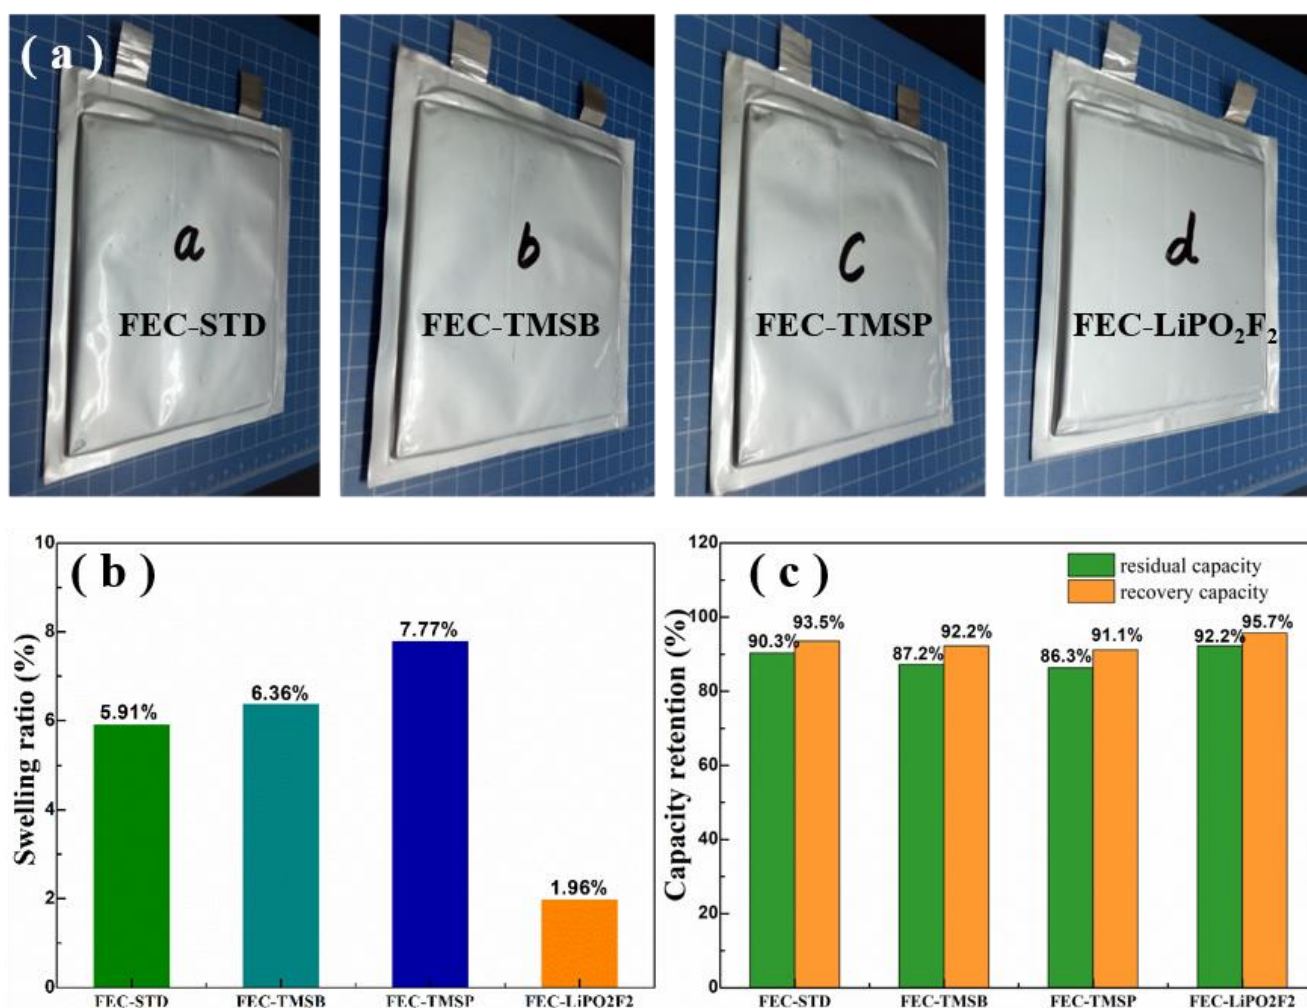 ( a )
a
FEC-STD
b
FEC-TMSB
c
FEC-TMSP
d
FEC-LiPO₂F₂
( b )
Swelling ratio (%)
10
8
6
4
2
0
5.91%
6.36%
7.77%
1.96%
FEC-STD
FEC-TMSB
FEC-TMSP
FEC-LiPO2F2
( c )
Capacity retention (%)
120
100
80
60
40
20
0
residual capacity
recovery capacity
90.3%
93.5%
87.2%
92.2%
86.3%
91.1%
92.2%
95.7%
FEC-STD
FEC-TMSB
FEC-TMSP
FEC-LiPO2F2